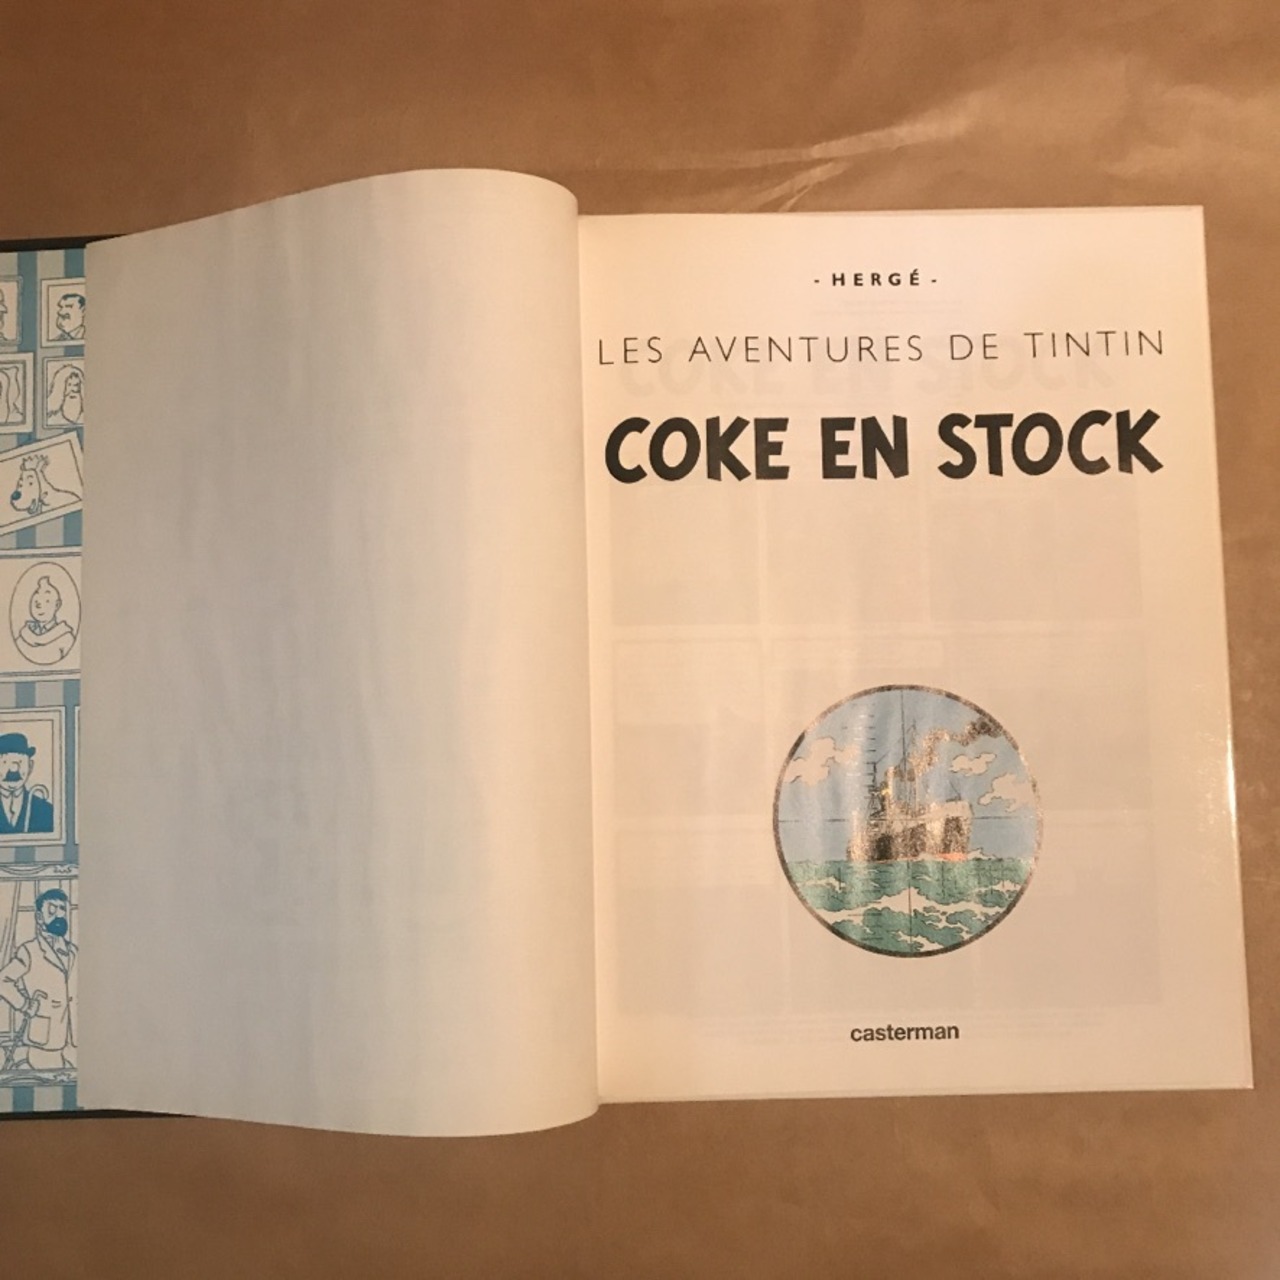 - HERGÉ -
LES AVENTURES DE TINTIN
COKE EN STOCK
casterman